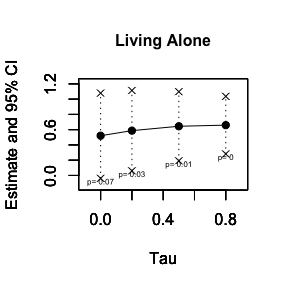 Living Alone
Estimate and 95% CI
1.2
0.6
0.0
p= 0.07
p= 0.03
p= 0.01
p= 0
0.0
0.4
0.8
Tau